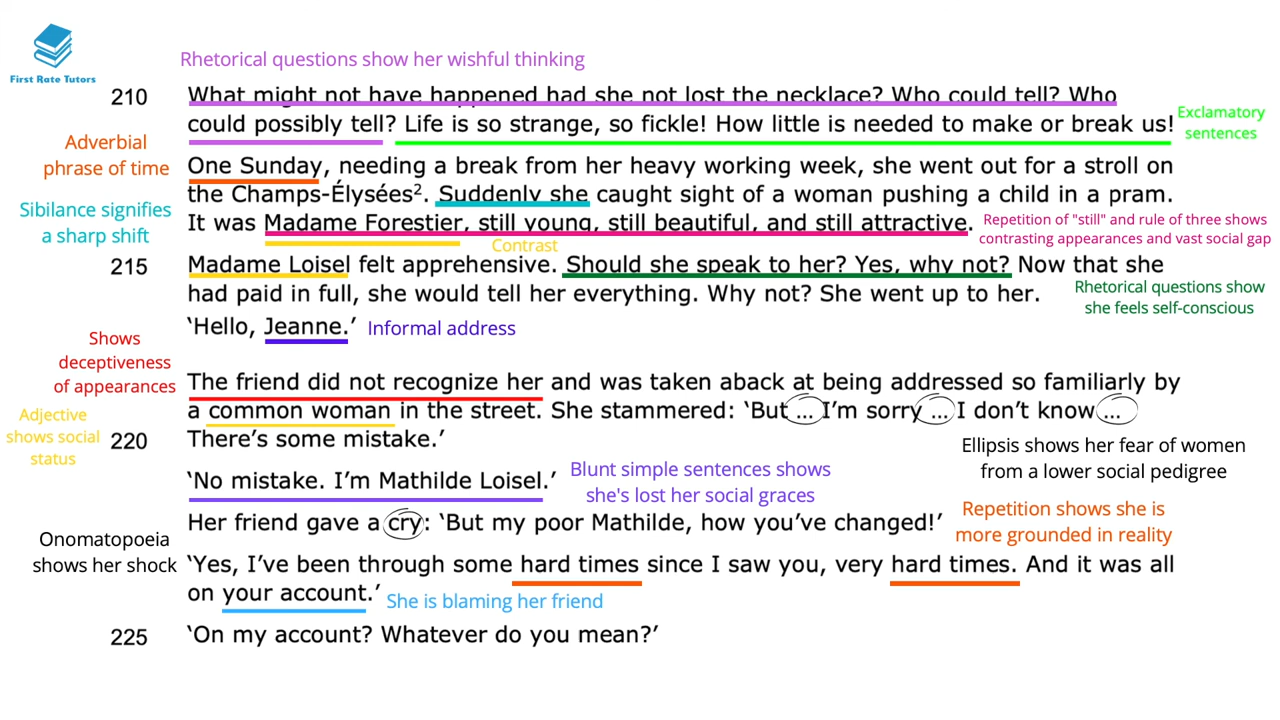 First Rate Tutors
Rhetorical questions show her wishful thinking
210 What might not have happened had she not lost the necklace? Who could tell? Who
could possibly tell? Life is so strange, so fickle! How little is needed to make or break us!
Exclamatory
sentences
Adverbial
phrase of time
One Sunday, needing a break from her heavy working week, she went out for a stroll on
the Champs-Élysées². Suddenly she caught sight of a woman pushing a child in a pram.
Sibilance signifies
a sharp shift
It was Madame Forestier, still young, still beautiful, and still attractive.
Repetition of "still" and rule of three shows
contrasting appearances and vast social gap
Contrast
215 Madame Loisel felt apprehensive. Should she speak to her? Yes, why not? Now that she
had paid in full, she would tell her everything. Why not? She went up to her.
Rhetorical questions show
she feels self-conscious
‘Hello, Jeanne.’ Informal address
Shows
deceptiveness
of appearances
The friend did not recognize her and was taken aback at being addressed so familiarly by
a common woman in the street. She stammered: ‘But ... I’m sorry ... I don’t know ...
Adjective
shows social
status
220 There’s some mistake.’
Ellipsis shows her fear of women
from a lower social pedigree
‘No mistake. I’m Mathilde Loisel.’
Blunt simple sentences shows
she's lost her social graces
Her friend gave a cry: ‘But my poor Mathilde, how you’ve changed!’
Repetition shows she is
more grounded in reality
Onomatopoeia
shows her shock
‘Yes, I’ve been through some hard times since I saw you, very hard times. And it was all
on your account.’ She is blaming her friend
225 ‘On my account? Whatever do you mean?’